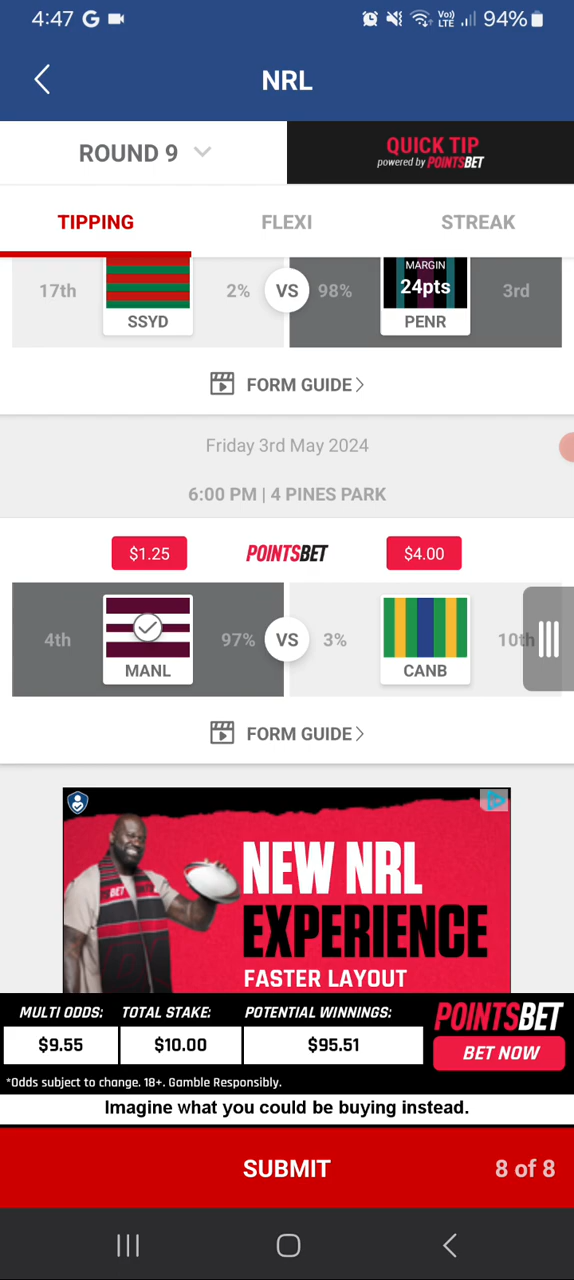 4:47 G Vo)) LTE 94%
NRL
ROUND 9
QUICK TIP
powered by POINTSBET
TIPPING FLEXI STREAK
17th 2% VS 98% MARGIN 24pts 3rd
SSYD PENR
FORM GUIDE
Friday 3rd May 2024
6:00 PM | 4 PINES PARK
$1.25 POINTSBET $4.00
4th 97% VS 3% 10th
MANL CANB
FORM GUIDE
NEW NRL
EXPERIENCE
FASTER LAYOUT
MULTI ODDS: TOTAL STAKE: POTENTIAL WINNINGS: POINTSBET
$9.55 $10.00 $95.51 BET NOW
*Odds subject to change. 18+. Gamble Responsibly.
Imagine what you could be buying instead.
SUBMIT 8 of 8